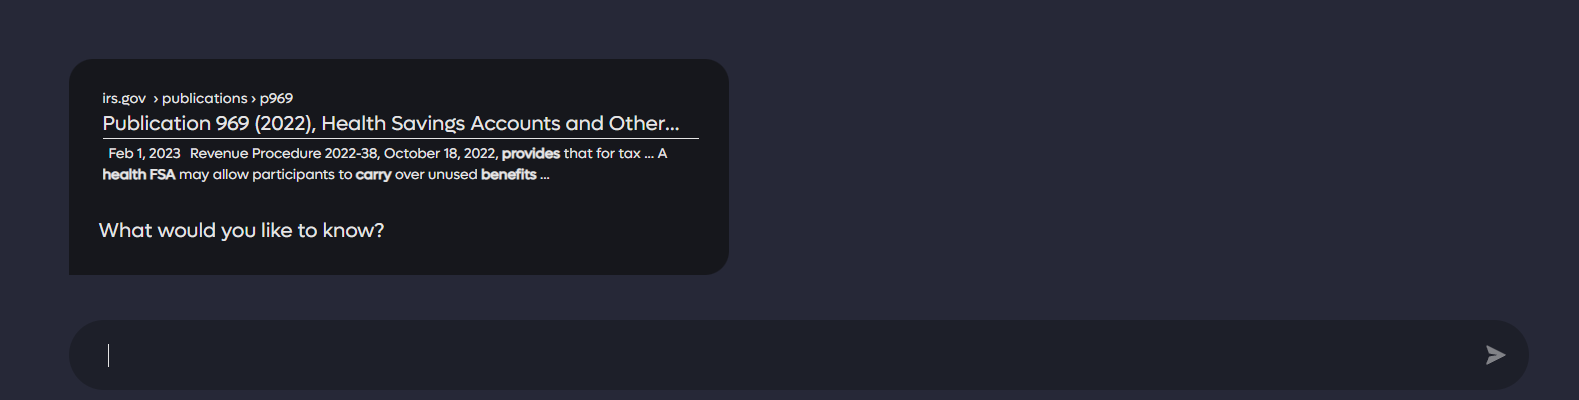 irs.gov › publications › p969
Publication 969 (2022), Health Savings Accounts and Other...
Feb 1, 2023 Revenue Procedure 2022-38, October 18, 2022, provides that for tax ... A
health FSA may allow participants to carry over unused benefits ...
What would you like to know?